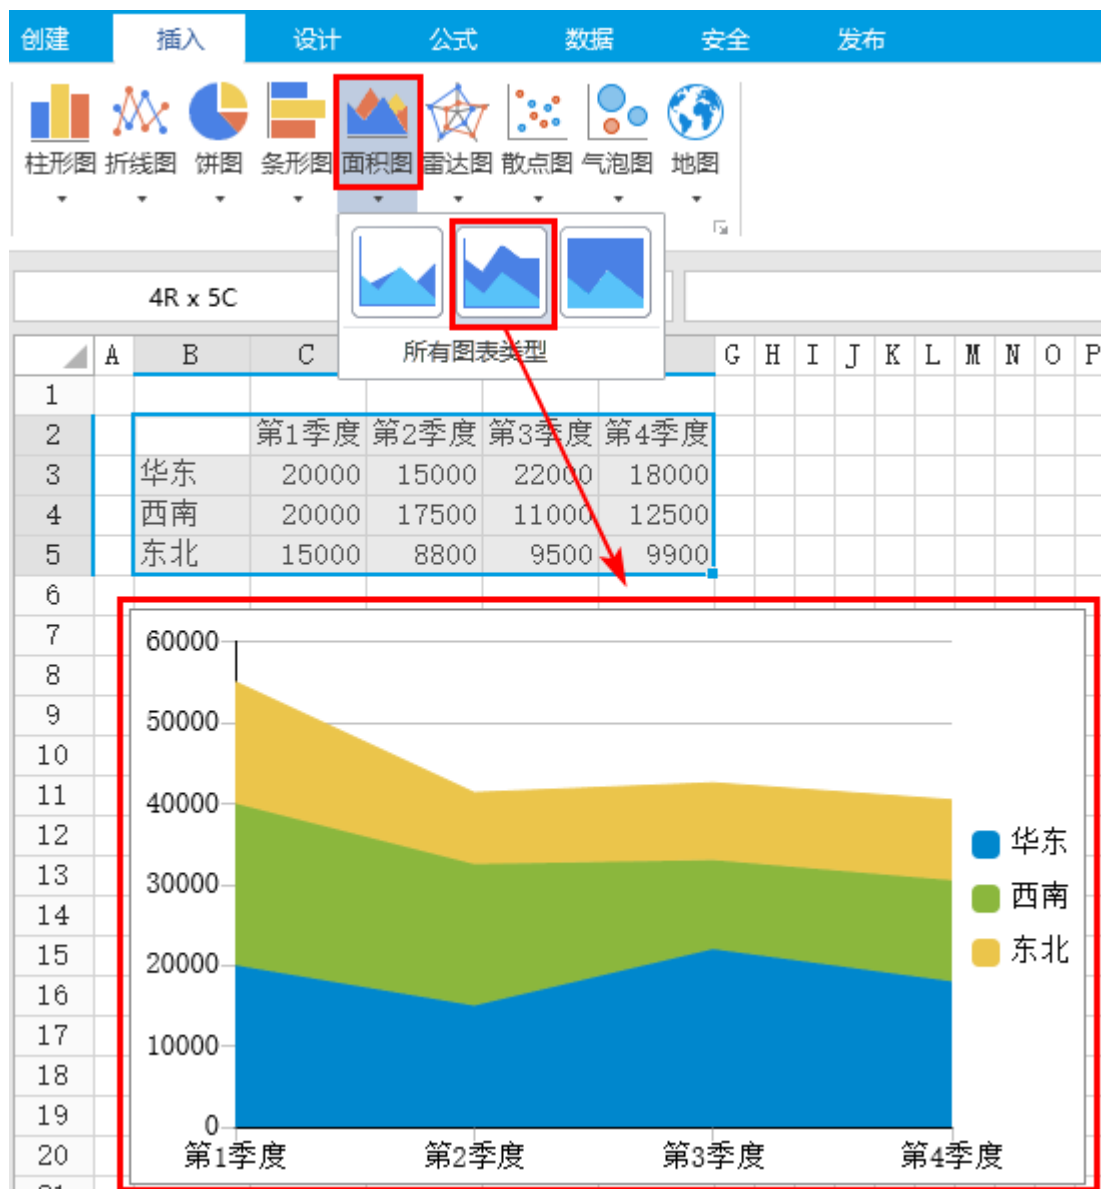 创建 插入 设计 公式 数据 安全 发布
柱形图 折线图 饼图 条形图 面积图 雷达图 散点图 气泡图 地图
4R x 5C
所有图表类型
A B C G H I J K L M N O P
1
2 第1季度 第2季度 第3季度 第4季度
3 华东 20000 15000 22000 18000
4 西南 20000 17500 11000 12500
5 东北 15000 8800 9500 9900
6
7
8
9
10
11
12
13
14
15
16
17
18
19
20
60000
50000
40000
30000
20000
10000
0
华东
西南
东北
第1季度 第2季度 第3季度 第4季度